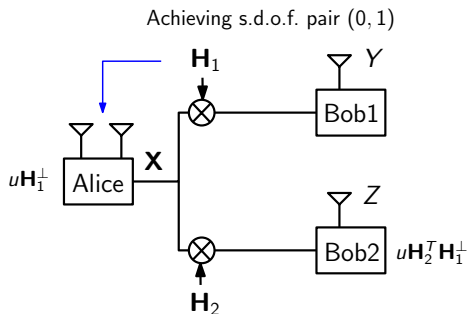 Achieving s.d.o.f. pair (0, 1)
H₁
Y
Bob1
X
uH₁^⊥
Alice
Z
Bob2
uH₂^T H₁^⊥
H₂